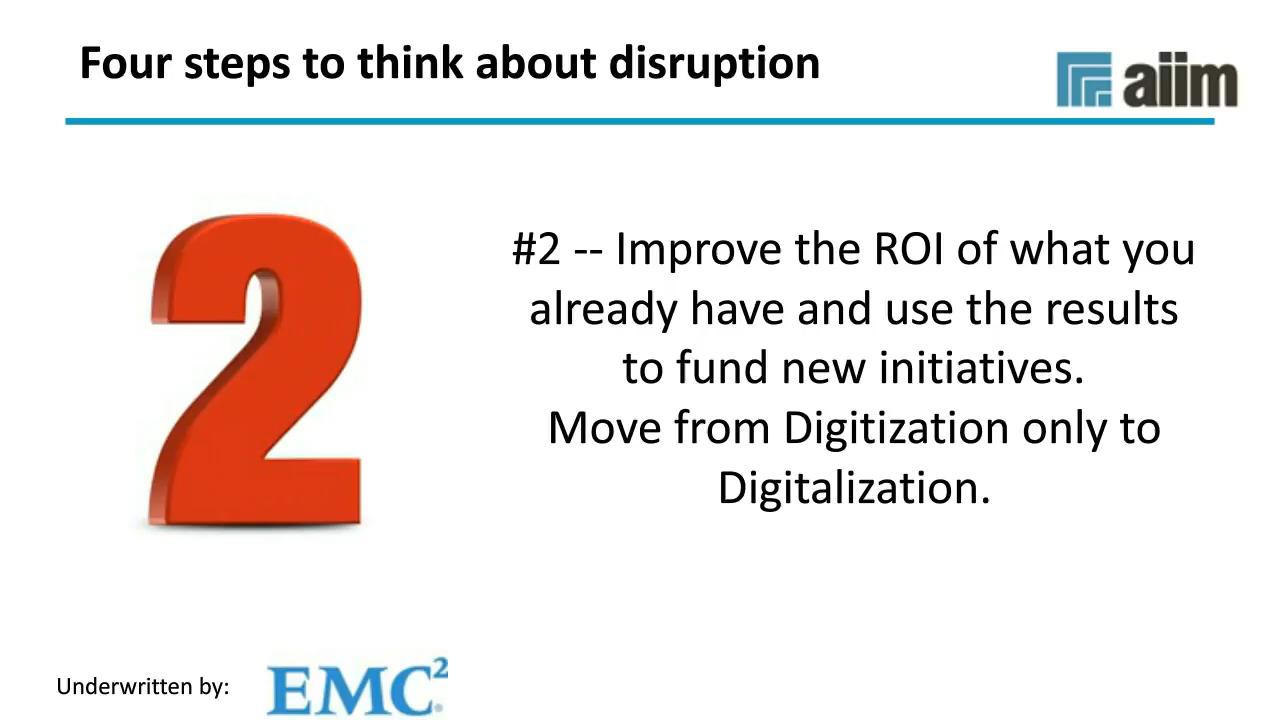 Four steps to think about disruption
aiim
2
#2 -- Improve the ROI of what you
already have and use the results
to fund new initiatives.
Move from Digitization only to
Digitalization.
Underwritten by:
EMC²